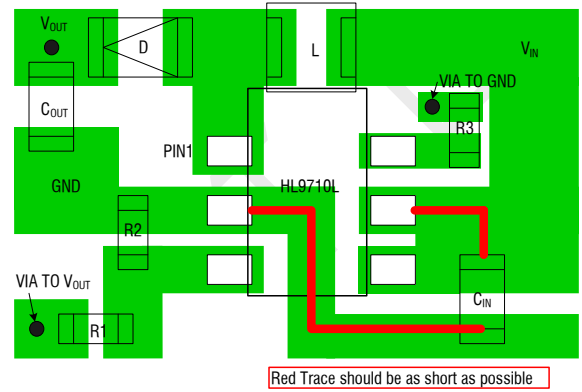 VOUT
D
L
VIN
COUT
VIA TO GND
R3
PIN1
HL9710L
GND
R2
VIA TO VOUT
CIN
R1
Red Trace should be as short as possible